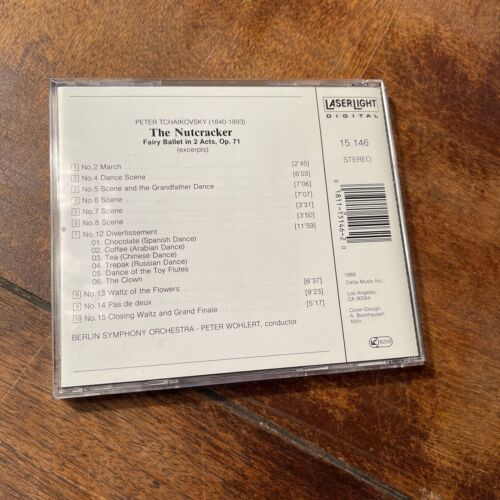 PETER TCHAIKOVSKY (1840-1893)
The Nutcracker
Fairy Ballet in 2 Acts, Op. 71
(excerpts)
1 No.2 March [2'45]
2 No.4 Dance Scene [6'03]
3 No.5 Scene and the Grandfather Dance [7'06]
4 No.6 Scene [7'07]
5 No.7 Scene [3'31]
6 No.8 Scene [3'50]
7 No.12 Divertissement [11'59]
01. Chocolate (Spanish Dance)
02. Coffee (Arabian Dance)
03. Tea (Chinese Dance)
04. Trepak (Russian Dance)
05. Dance of the Toy Flutes
06. The Clown
8 No.13 Waltz of the Flowers [6'37]
9 No.14 Pas de deux [9'23]
10 No.15 Closing Waltz and Grand Finale [5'17]
BERLIN SYMPHONY ORCHESTRA - PETER WOHLERT, conductor
LASERLIGHT
DIGITAL
15 146
STEREO
0 18111-15146-2 0
1989
Delta Music Inc.,
Los Angeles,
CA 90064
Cover-Design:
A. Backhausen
Köln